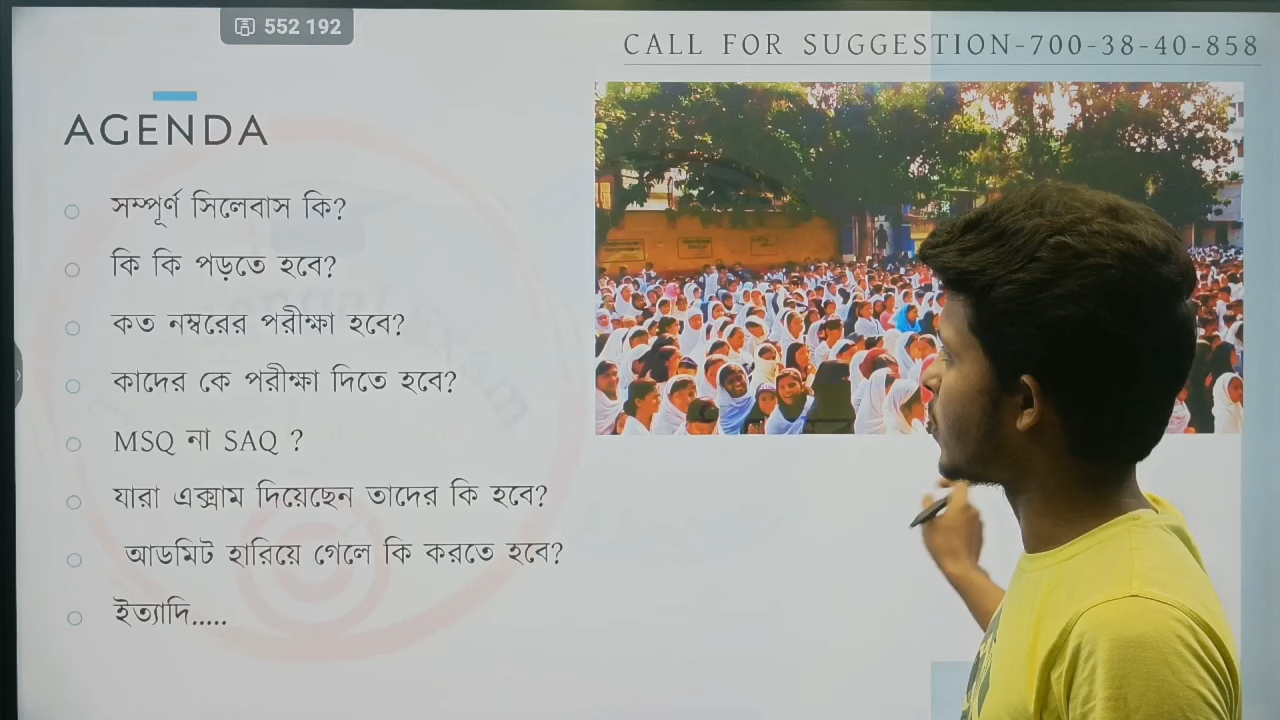 552 192
CALL FOR SUGGESTION-700-38-40-858
AGENDA
সম্পূর্ণ সিলেবাস কি?
কি কি পড়তে হবে?
কত নম্বরের পরীক্ষা হবে?
কাদের কে পরীক্ষা দিতে হবে?
MSQ না SAQ ?
যারা এক্সাম দিয়েছেন তাদের কি হবে?
আডমিট হারিয়ে গেলে কি করতে হবে?
ইত্যাদি.....